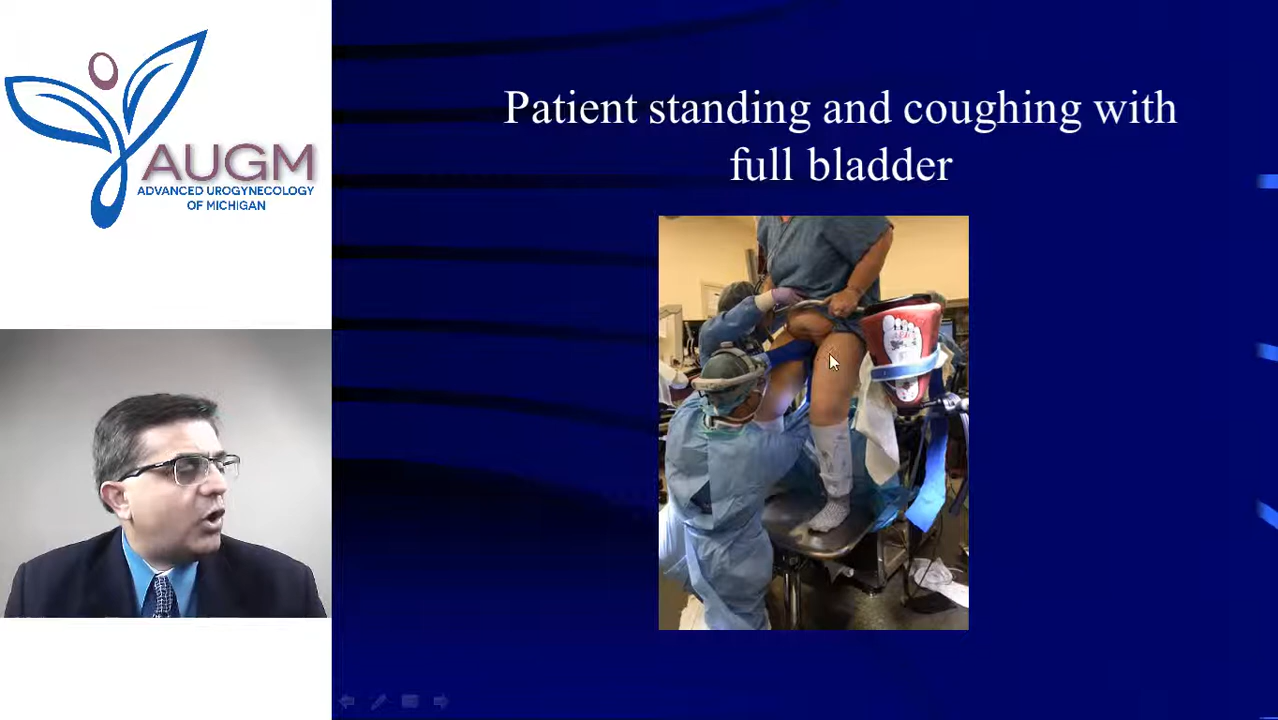 AUGM
ADVANCED UROGYNECOLOGY
OF MICHIGAN
Patient standing and coughing with
full bladder